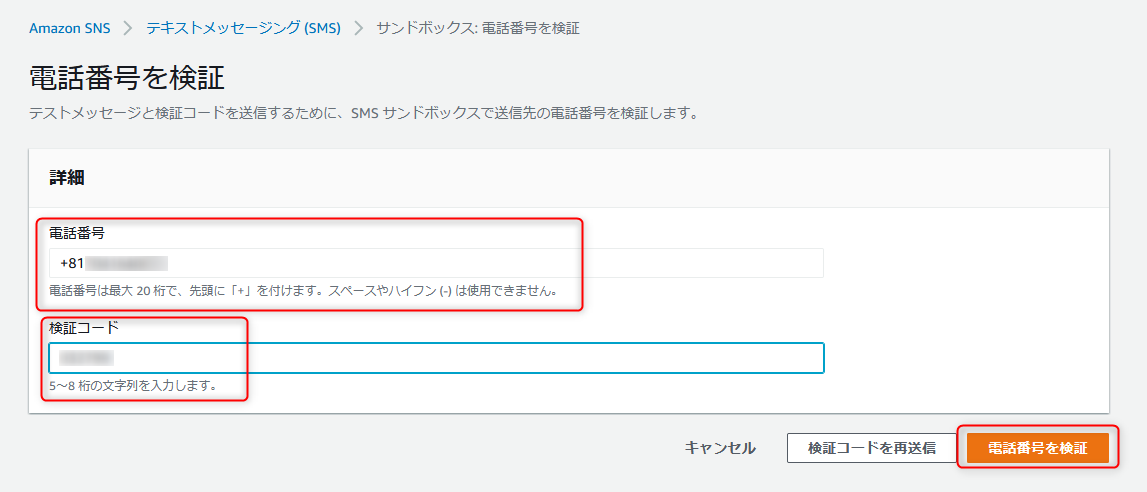 Amazon SNS > テキストメッセージング (SMS) > サンドボックス: 電話番号を検証
電話番号を検証
テストメッセージと検証コードを送信するために、SMS サンドボックスで送信先の電話番号を検証します。
詳細
電話番号
+81
電話番号は最大 20 桁で、先頭に「+」を付けます。スペースやハイフン (-) は使用できません。
検証コード
5～8 桁の文字列を入力します。
キャンセル 検証コードを再送信 電話番号を検証